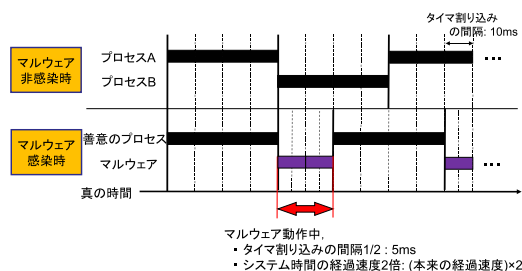 タイマ割り込み
の間隔: 10ms
マルウェア
非感染時
プロセスA
プロセスB
マルウェア
感染時
善意のプロセス
マルウェア
真の時間
マルウェア動作中,
・タイマ割り込みの間隔1/2 : 5ms
・システム時間の経過速度2倍: (本来の経過速度)×2